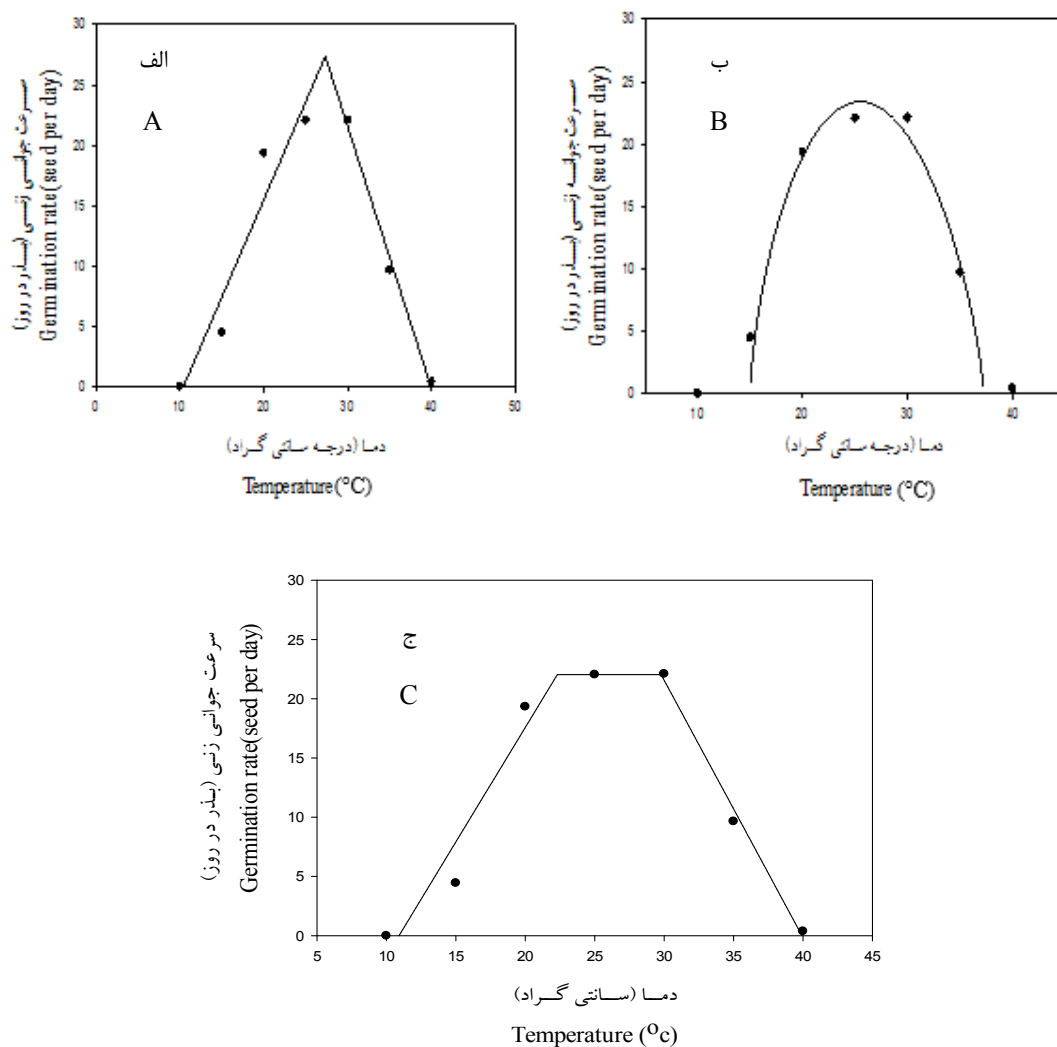 الف
A
سرعت جوانی زنی (بذر در روز)
Germination rate(seed per day)
30
25
20
15
10
5
0
0 10 20 30 40 50
دما (درجه سانتی گراد)
Temperature(°C)
ب
B
سرعت جوانه زنی (بذر در روز)
Germination rate(seed per day)
30
25
20
15
10
5
0
10 20 30 40
دما (درجه سانتی گراد)
Temperature (°C)
ج
C
سرعت جوانی زنی (بذر در روز)
Germination rate(seed per day)
30
25
20
15
10
5
0
5 10 15 20 25 30 35 40 45
دما (سانتی گراد)
Temperature (°c)